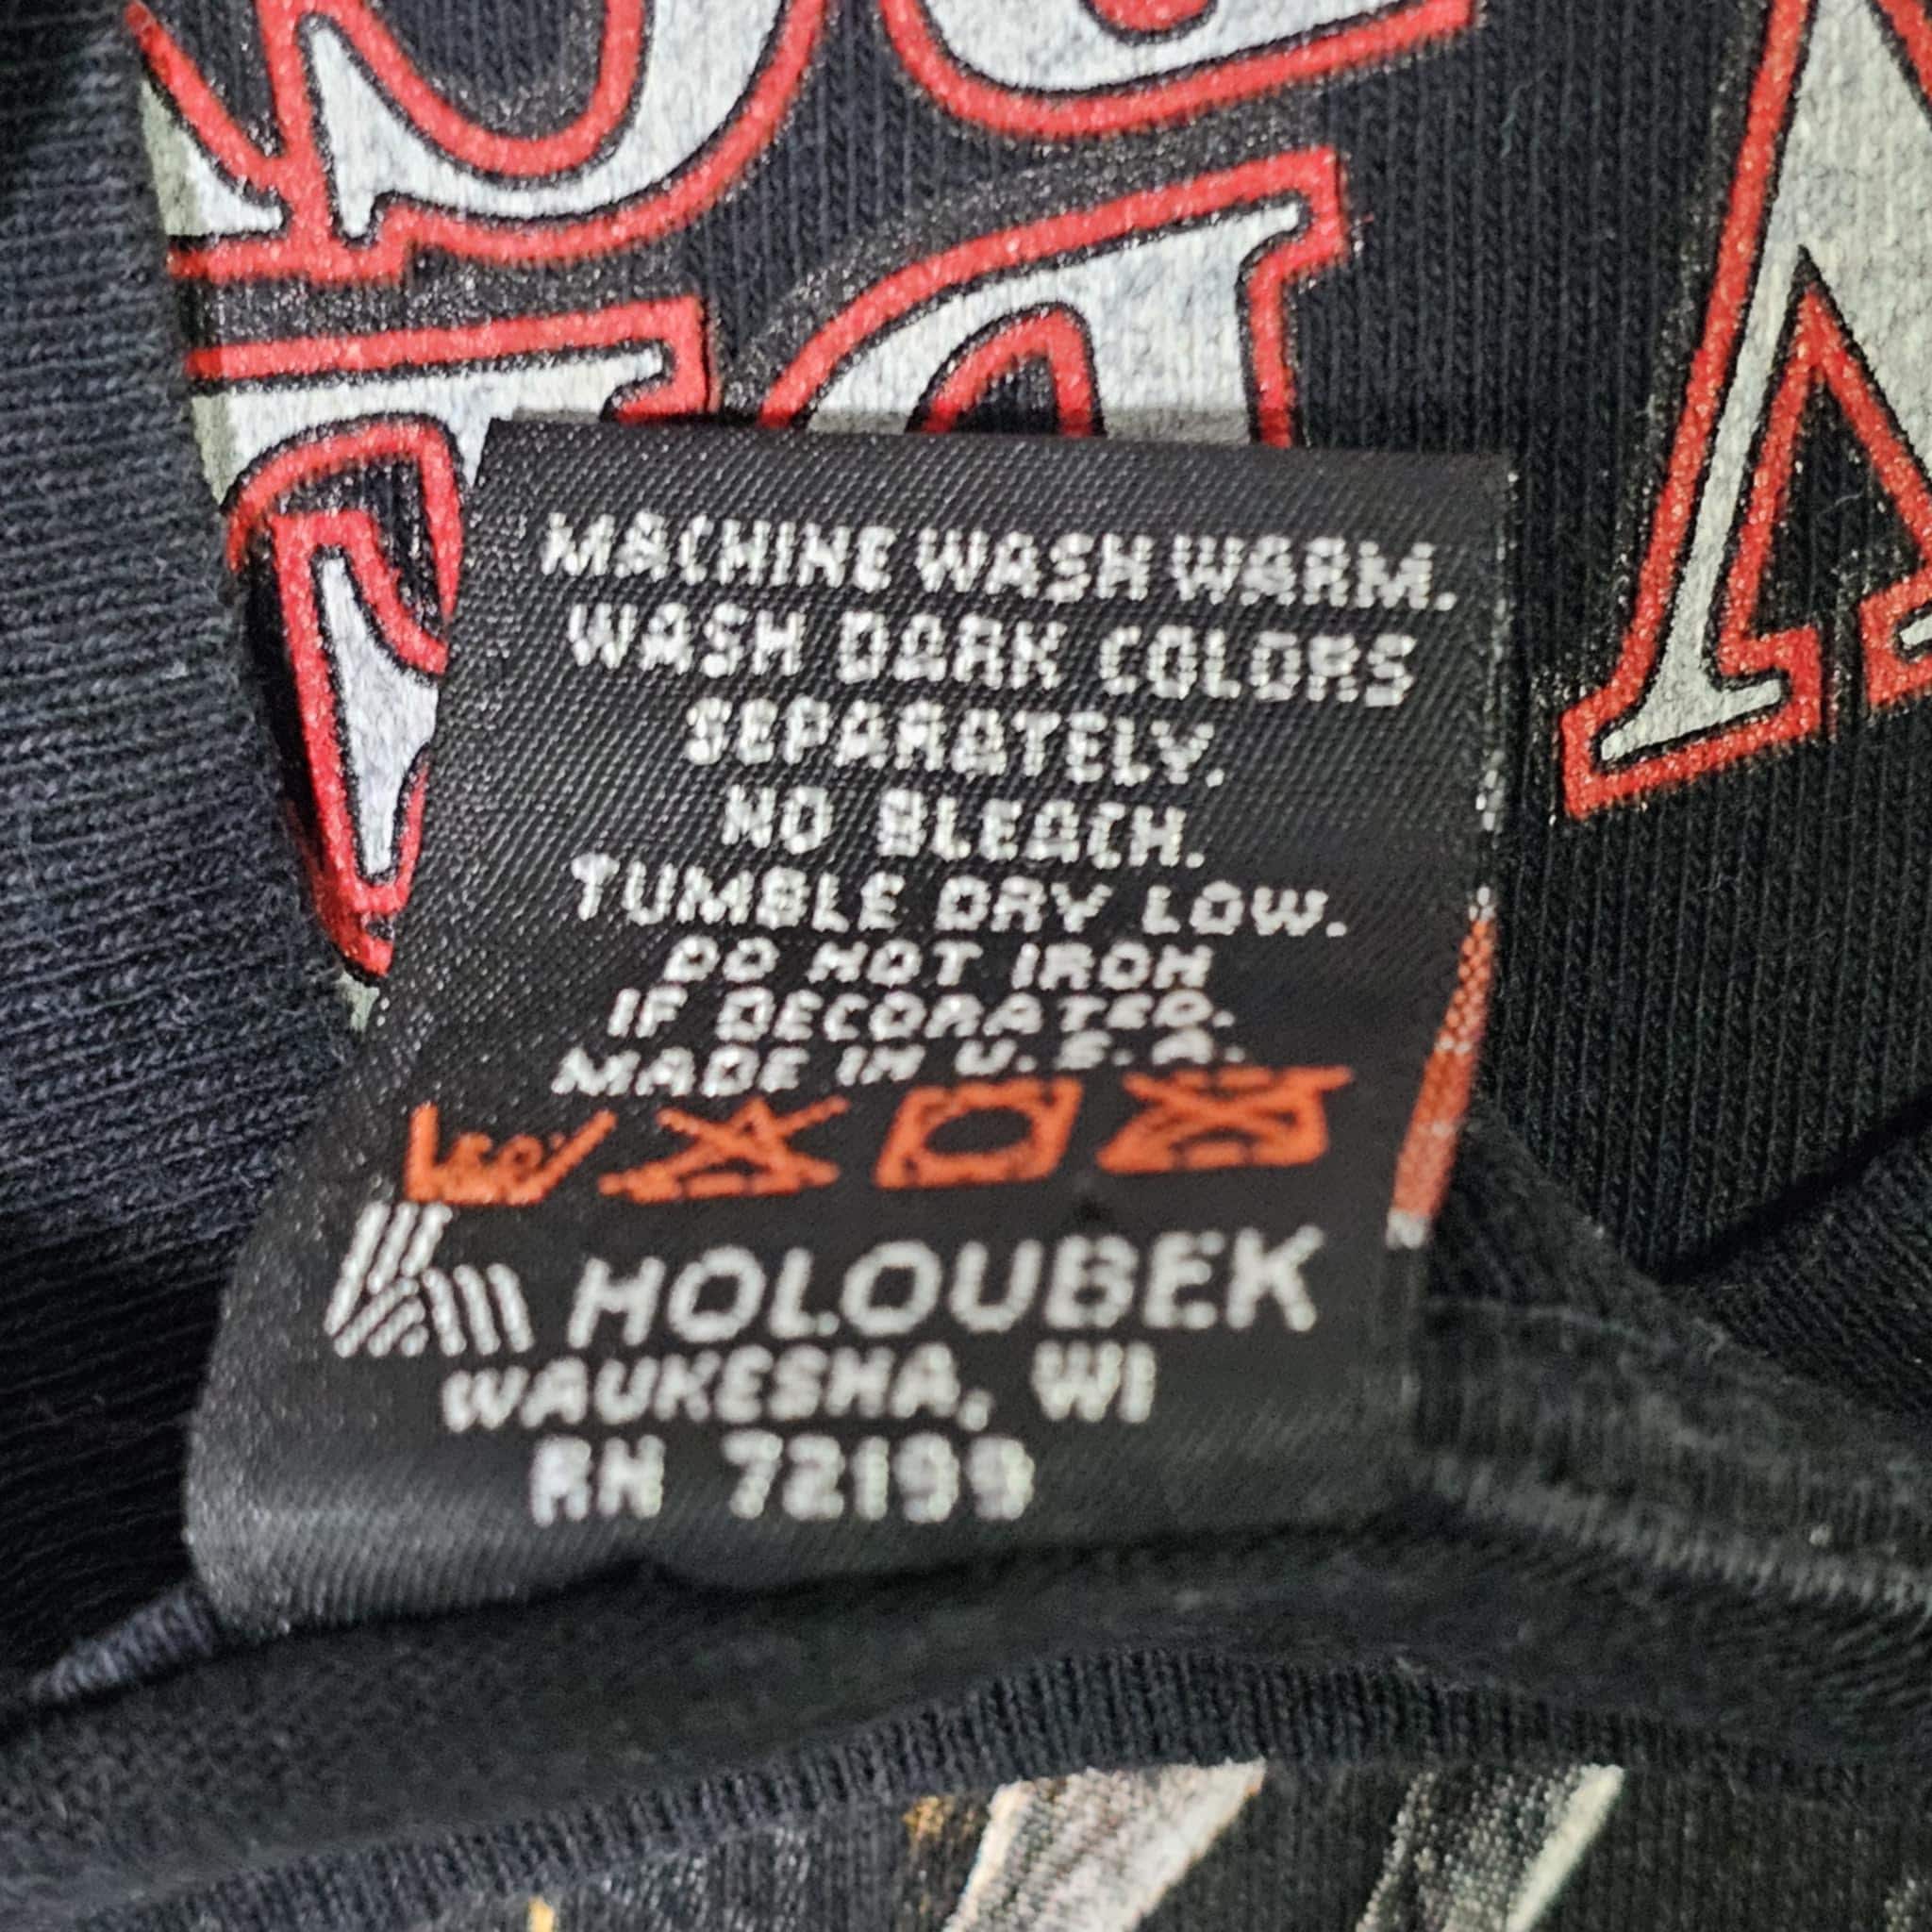 MACHINE WASH WARM.
WASH DARK COLORS
SEPARATELY.
NO BLEACH.
TUMBLE DRY LOW.
DO NOT IRON
IF DECORATED.
MADE IN U.S.A.
HOLOUBEK
WAUKESHA, WI
RN 72199